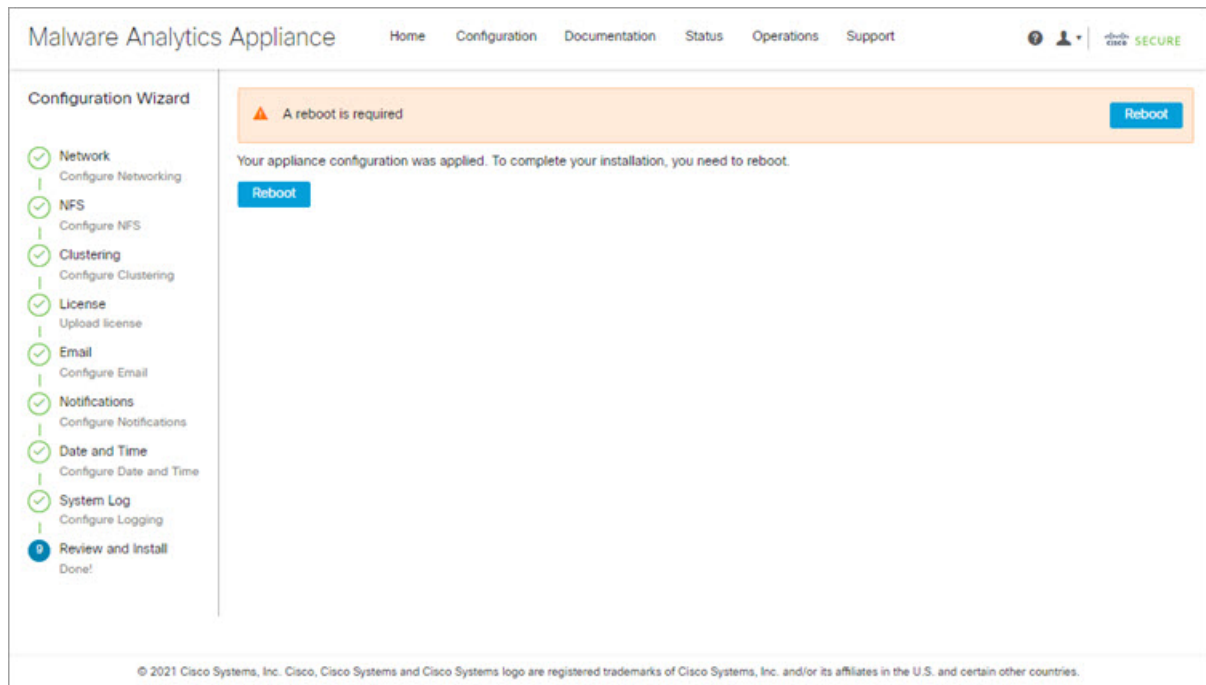 Malware Analytics Appliance
Home Configuration Documentation Status Operations Support
cisco SECURE
Configuration Wizard
A reboot is required
Reboot
Network
Configure Networking
Your appliance configuration was applied. To complete your installation, you need to reboot.
Reboot
NFS
Configure NFS
Clustering
Configure Clustering
License
Upload license
Email
Configure Email
Notifications
Configure Notifications
Date and Time
Configure Date and Time
System Log
Configure Logging
9 Review and Install
Done!
© 2021 Cisco Systems, Inc. Cisco, Cisco Systems and Cisco Systems logo are registered trademarks of Cisco Systems, Inc. and/or its affiliates in the U.S. and certain other countries.